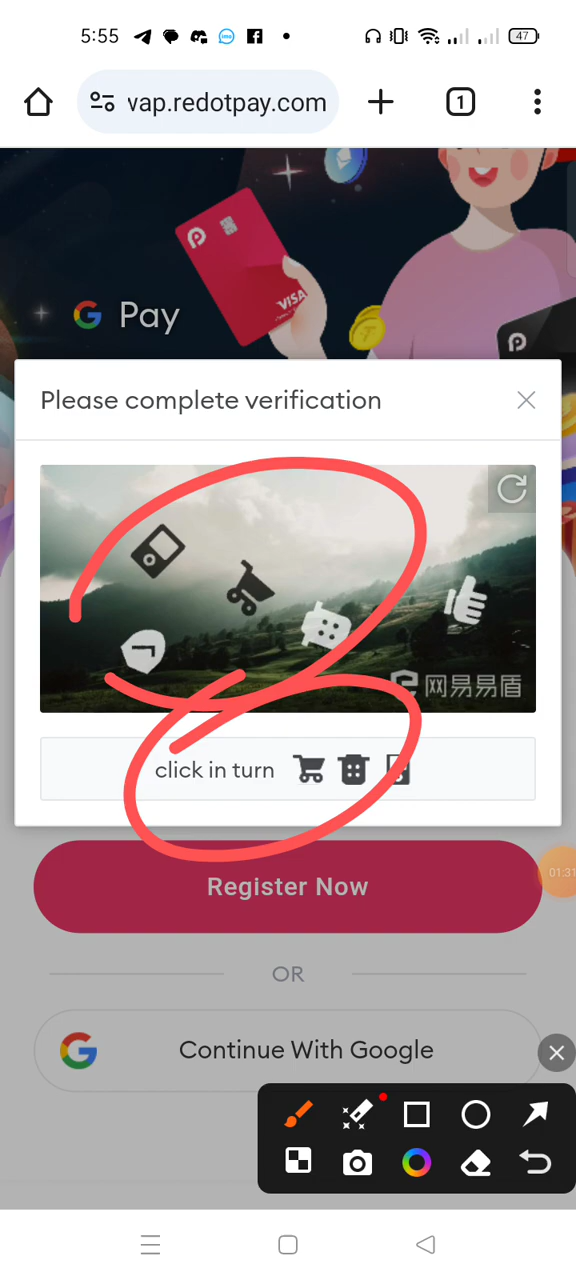 5:55
47
vap.redotpay.com
1
G Pay
VISA
Please complete verification
网易易盾
click in turn
Register Now
01:31
OR
Continue With Google